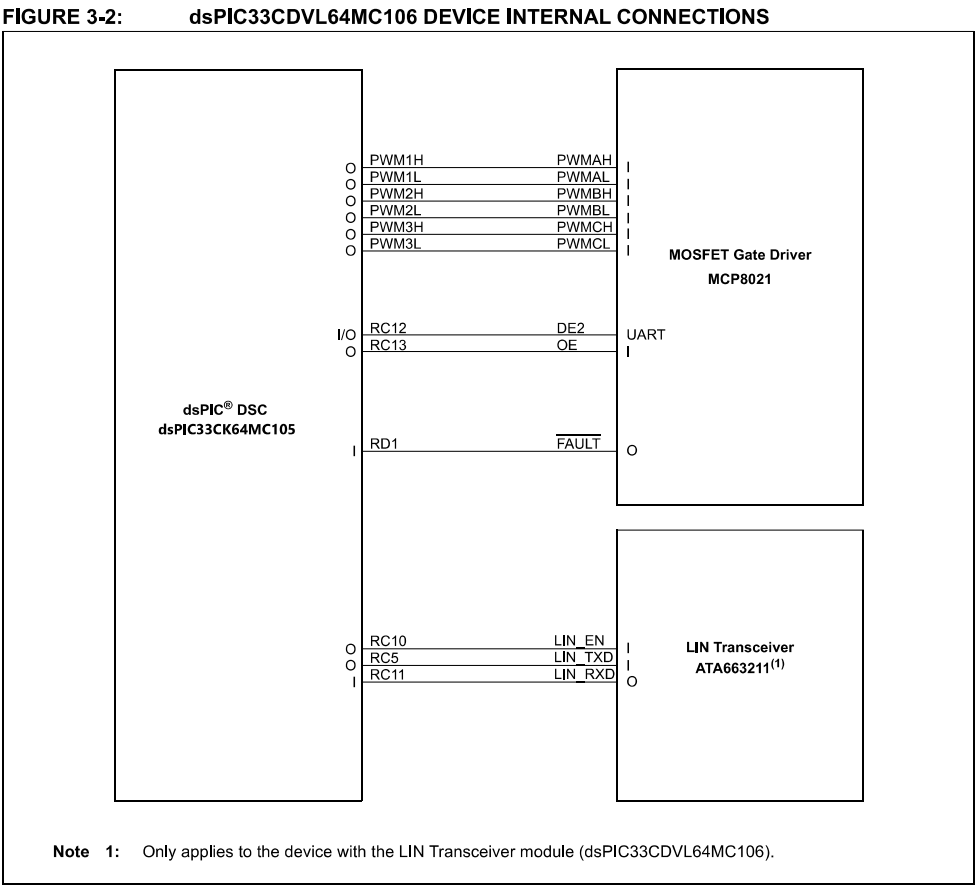 FIGURE 3-2: dsPIC33CDVL64MC106 DEVICE INTERNAL CONNECTIONS
O PWM1H PWMAH I
O PWM1L PWMAL I
O PWM2H PWMBH I
O PWM2L PWMBL I
O PWM3H PWMCH I
O PWM3L PWMCL I
MOSFET Gate Driver
MCP8021
I/O RC12 DE2 UART
O RC13 OE I
dsPIC® DSC
dsPIC33CK64MC105
I RD1 FAULT O
O RC10 LIN_EN I
O RC5 LIN_TXD I
I RC11 LIN_RXD O
LIN Transceiver
ATA663211(1)
Note 1: Only applies to the device with the LIN Transceiver module (dsPIC33CDVL64MC106).